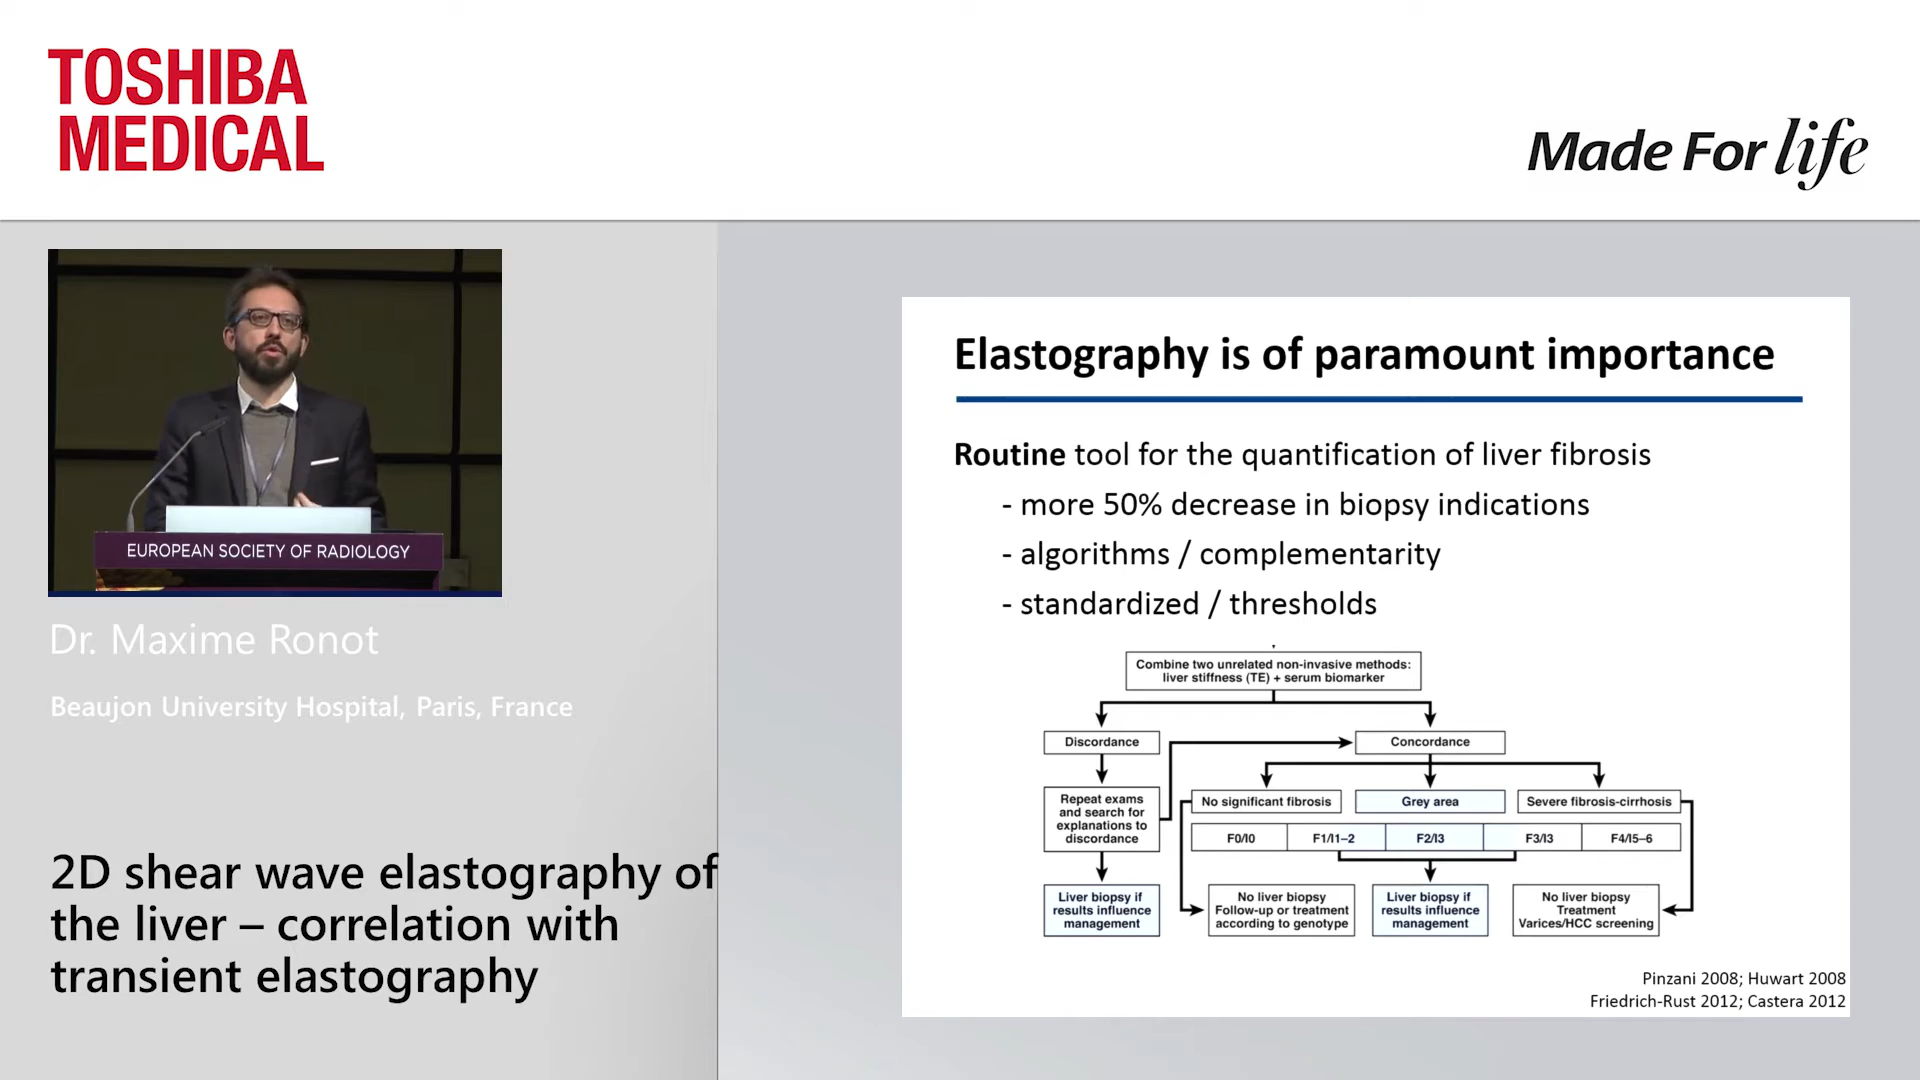 TOSHIBA
MEDICAL
Made For life
EUROPEAN SOCIETY OF RADIOLOGY
Dr. Maxime Ronot
Beaujon University Hospital, Paris, France
2D shear wave elastography of
the liver – correlation with
transient elastography
Elastography is of paramount importance
Routine tool for the quantification of liver fibrosis
- more 50% decrease in biopsy indications
- algorithms / complementarity
- standardized / thresholds
Combine two unrelated non-invasive methods:
liver stiffness (TE) + serum biomarker
Discordance
Concordance
Repeat exams
and search for
explanations to
discordance
No significant fibrosis
Grey area
Severe fibrosis-cirrhosis
F0/I0
F1/I1–2
F2/I3
F3/I3
F4/I5–6
Liver biopsy if
results influence
management
No liver biopsy
Follow-up or treatment
according to genotype
Liver biopsy if
results influence
management
No liver biopsy
Treatment
Varices/HCC screening
Pinzani 2008; Huwart 2008
Friedrich-Rust 2012; Castera 2012